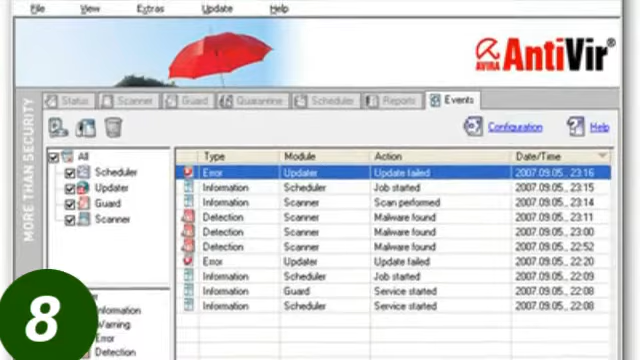 File View Extras Update Help
AVIRA AntiVir®
MORE THAN SECURITY
Status Scanner Guard Quarantine Scheduler Reports Events
Configuration Help
All
Scheduler
Updater
Guard
Scanner
Type Module Action Date/Time
Error Updater Update failed 2007.09.05., 23:16
Information Scheduler Job started 2007.09.05., 23:15
Information Scanner Scan performed 2007.09.05., 23:14
Detection Scanner Malware found 2007.09.05., 23:11
Detection Scanner Malware found 2007.09.05., 23:00
Detection Scanner Malware found 2007.09.05., 22:52
Error Updater Update failed 2007.09.05., 22:20
Information Scheduler Job started 2007.09.05., 22:09
Information Guard Service started 2007.09.05., 22:08
Information Scheduler Service started 2007.09.05., 22:08
8
Information
Warning
Error
Detection